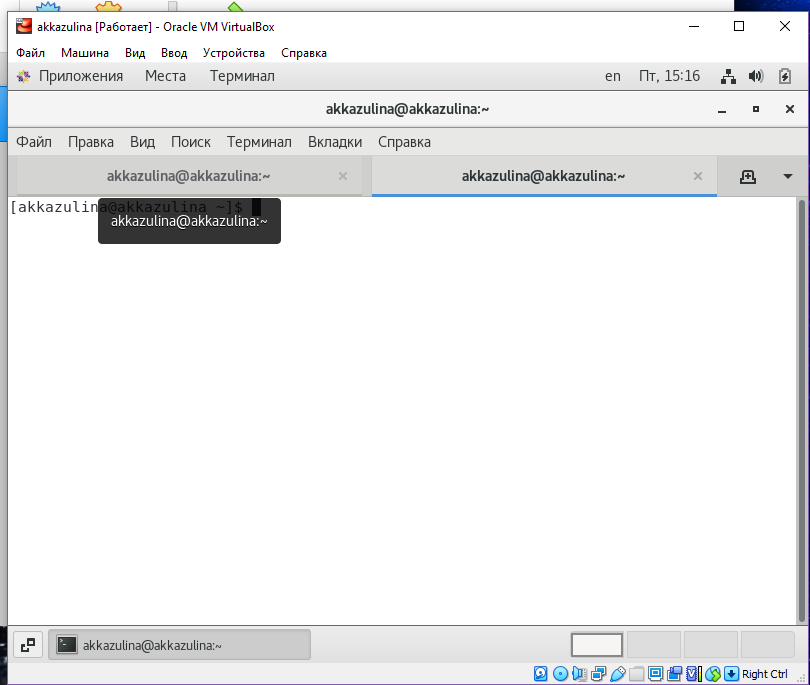 akkazulina [Работает] - Oracle VM VirtualBox
Файл Машина Вид Ввод Устройства Справка
Приложения Места Терминал en Пт, 15:16
akkazulina@akkazulina:~
Файл Правка Вид Поиск Терминал Вкладки Справка
akkazulina@akkazulina:~ akkazulina@akkazulina:~
[akkazulina@akkazulina ~]$
akkazulina@akkazulina:~
akkazulina@akkazulina:~
Right Ctrl